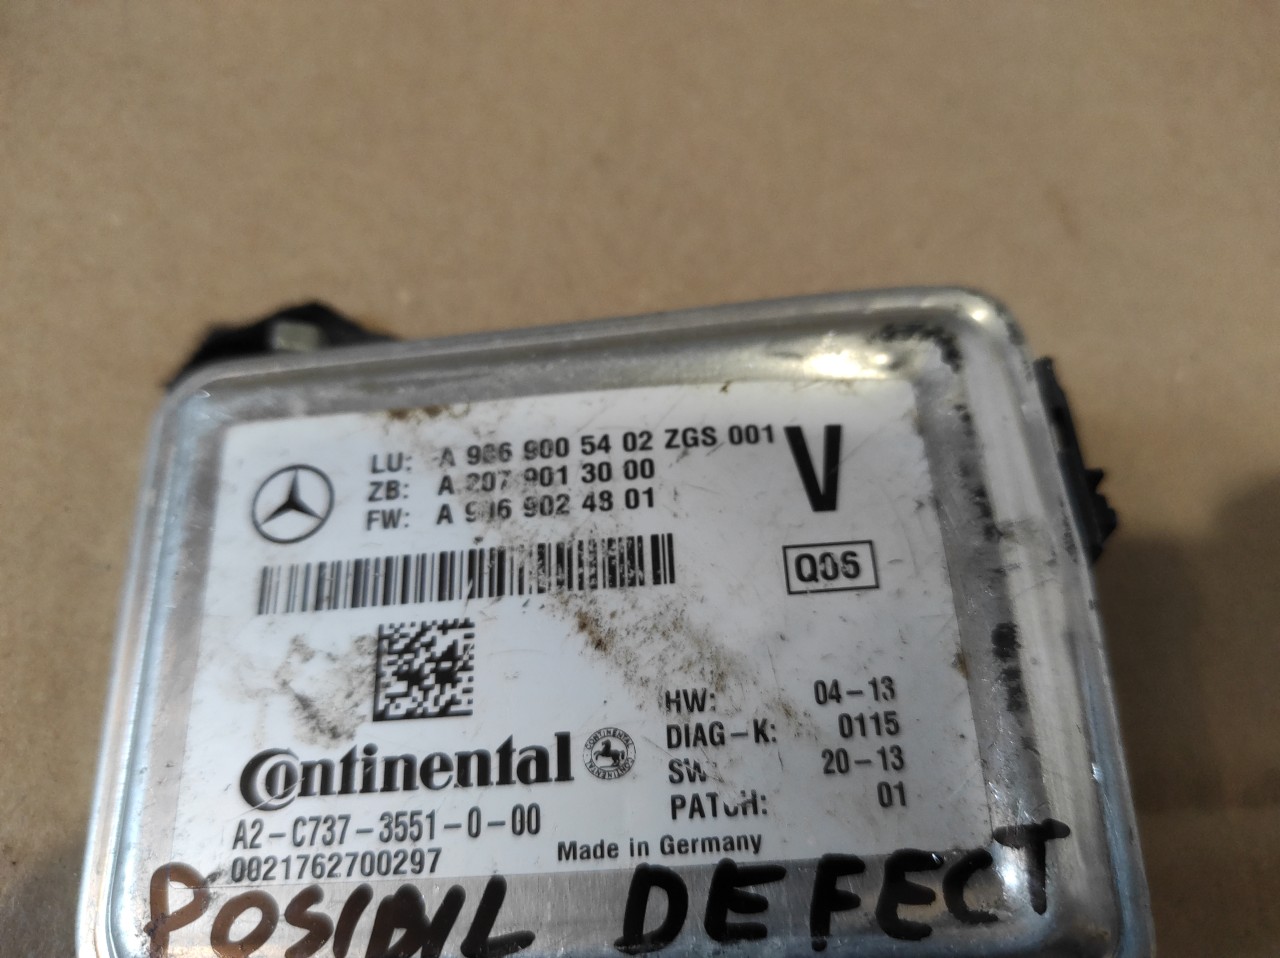 LU: A 906 900 54 02 ZGS 001
ZB: A 207 901 30 00
FW: A 906 902 48 01
V
Q06
HW: 04-13
DIAG-K: 0115
SW: 20-13
PATCH: 01
Continental
CONTINENTAL
A2-C737-3551-0-00
0021762700297
Made in Germany
POSIBIL DEFECT